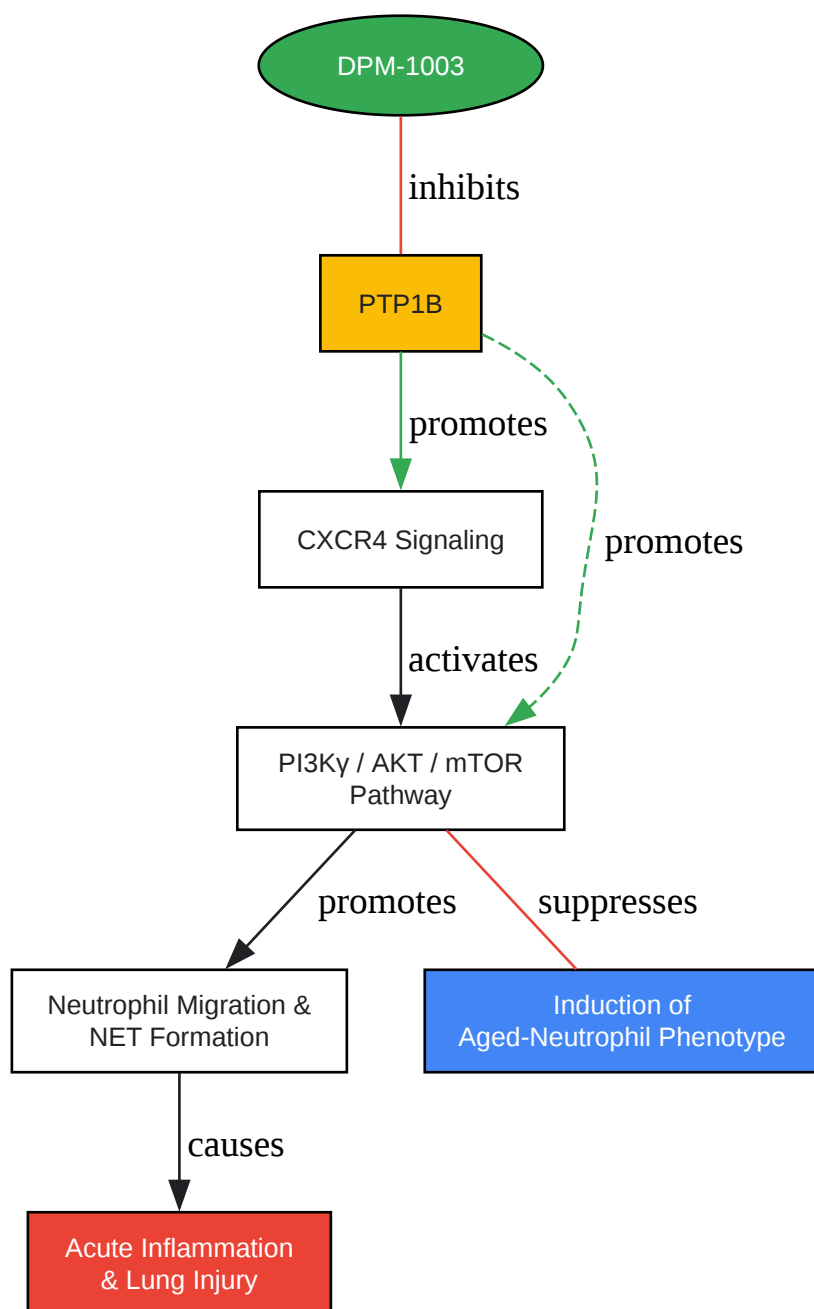 DPM-1003
inhibits
PTP1B
promotes
CXCR4 Signaling
promotes
activates
PI3Kγ / AKT / mTOR
Pathway
promotes
suppresses
Neutrophil Migration &
NET Formation
Induction of
Aged-Neutrophil Phenotype
causes
Acute Inflammation
& Lung Injury